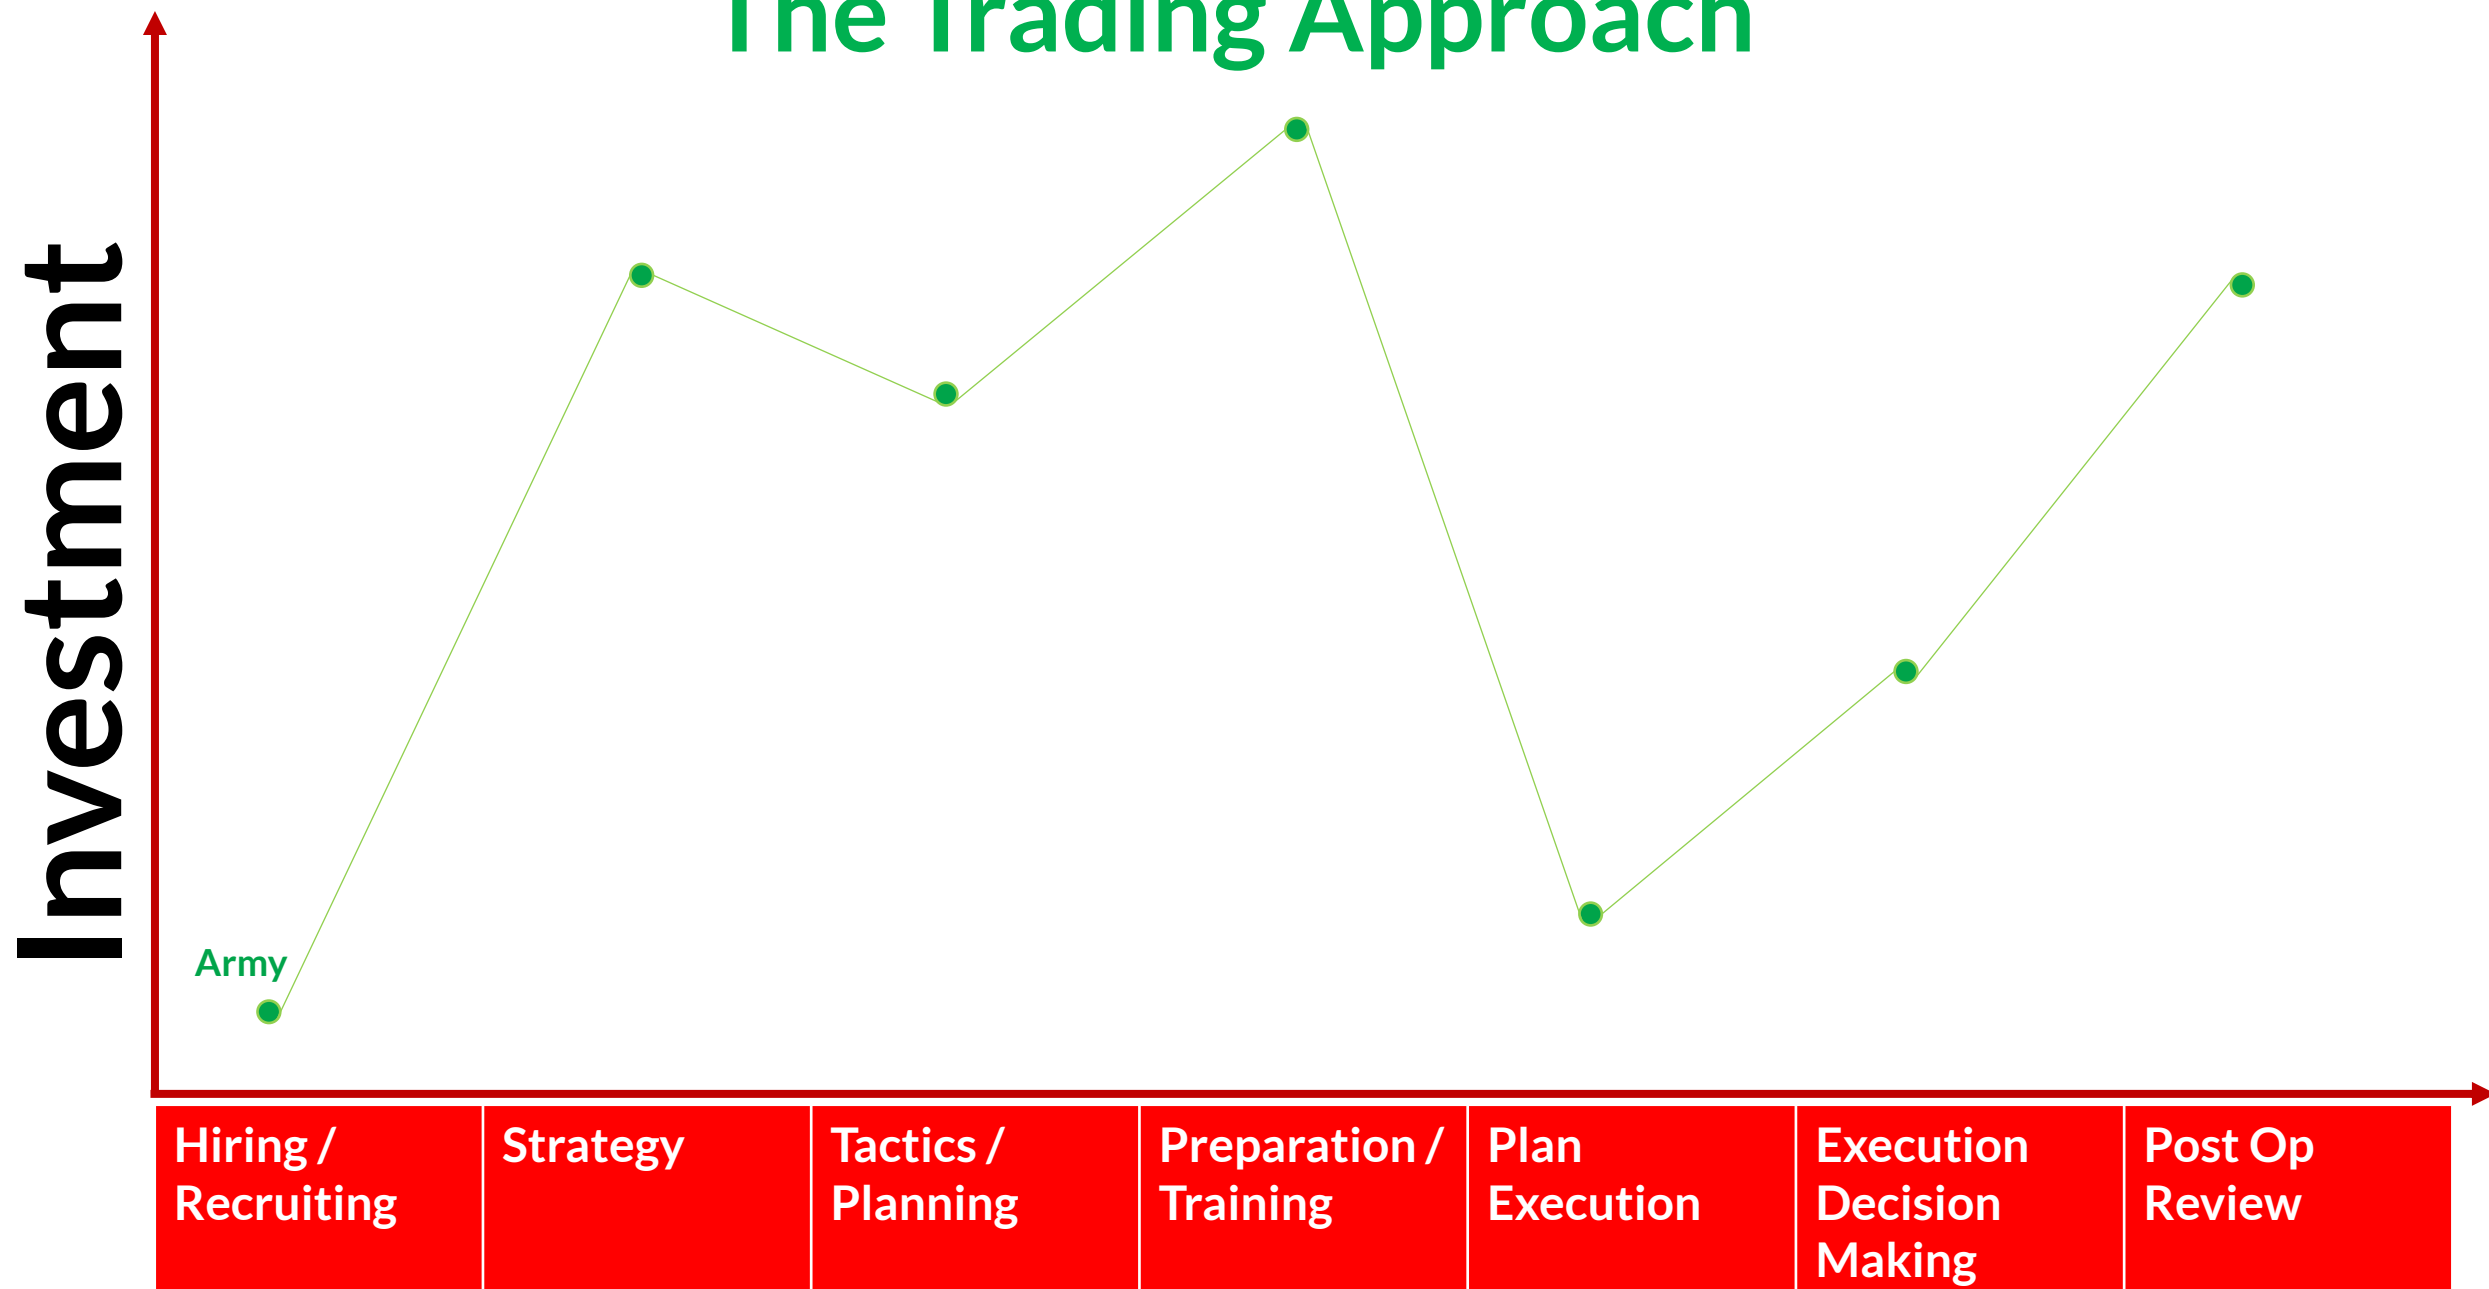 The Trading Approach
Investment
Army
Hiring /
Recruiting
Strategy
Tactics /
Planning
Preparation /
Training
Plan
Execution
Execution
Decision
Making
Post Op
Review